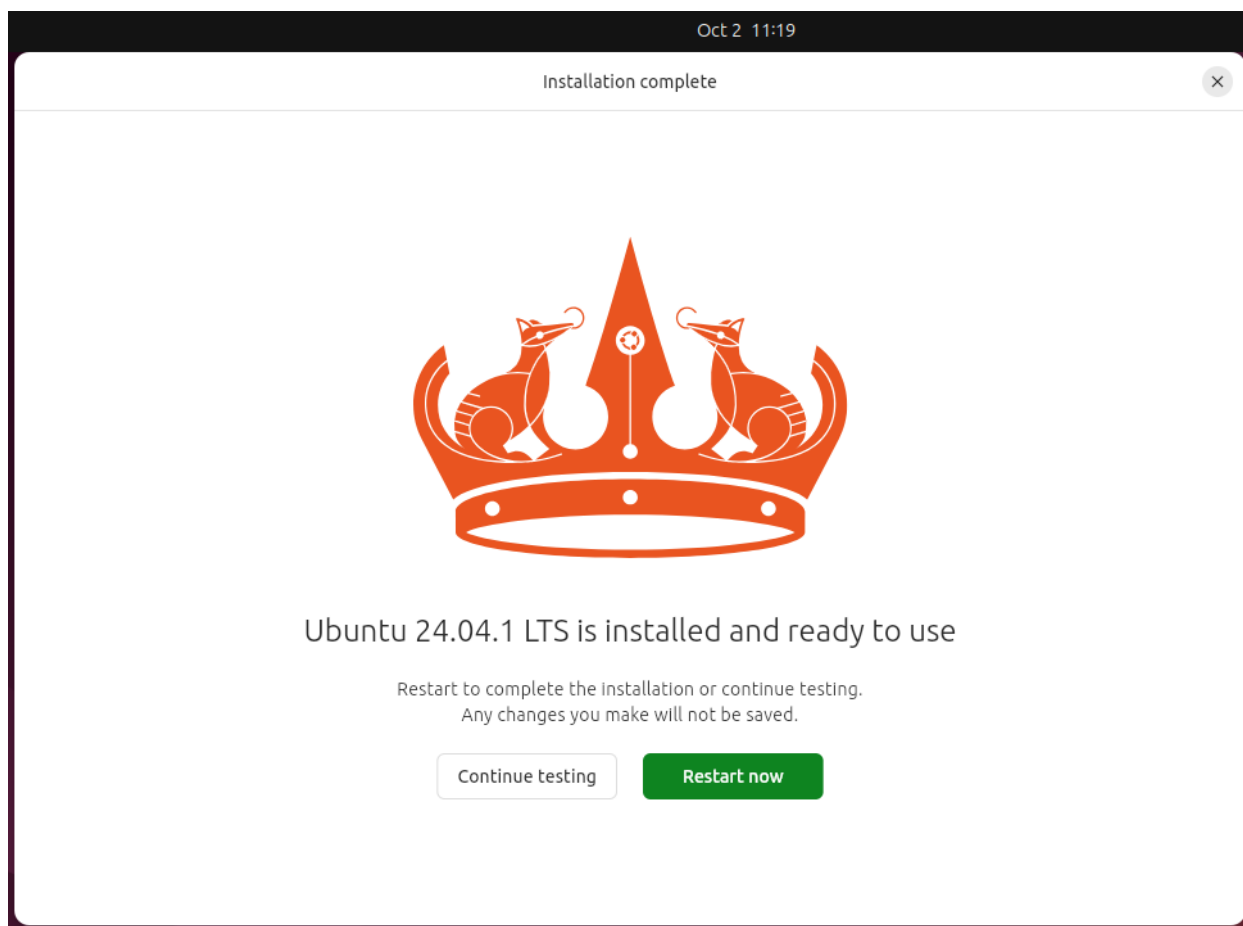 Oct 2 11:19
Installation complete
Ubuntu 24.04.1 LTS is installed and ready to use
Restart to complete the installation or continue testing.
Any changes you make will not be saved.
Continue testing
Restart now